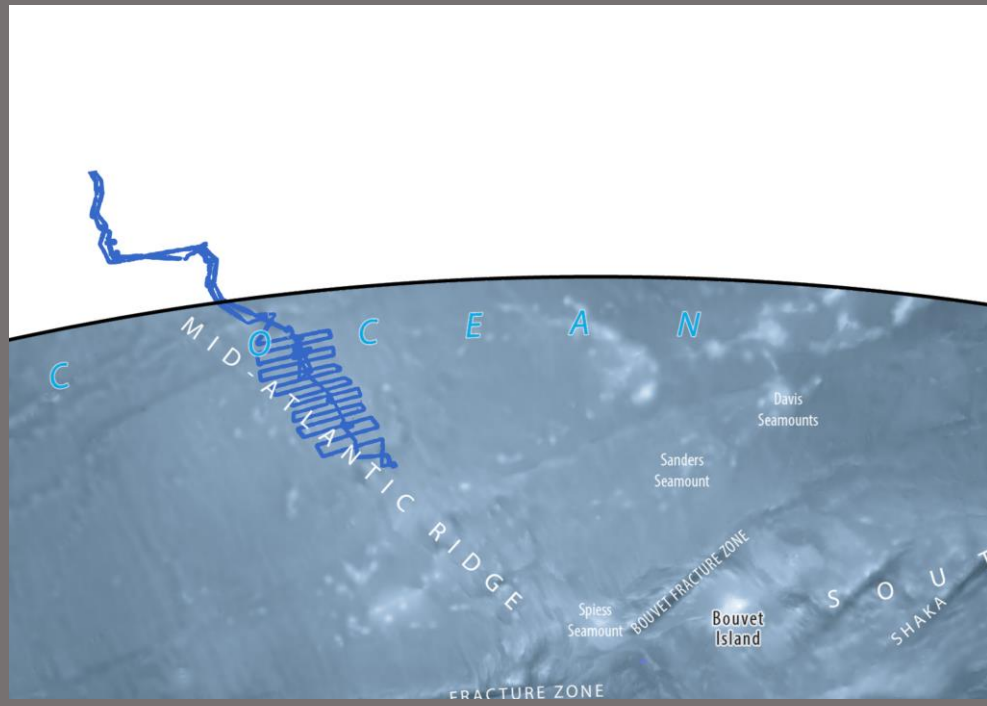 C O C E A N
MID-ATLANTIC RIDGE
Davis
Seamounts
Sanders
Seamount
BOUVET FRACTURE ZONE
Spiess
Seamount
Bouvet
Island
S O U T
SHAKA
FRACTURE ZONE